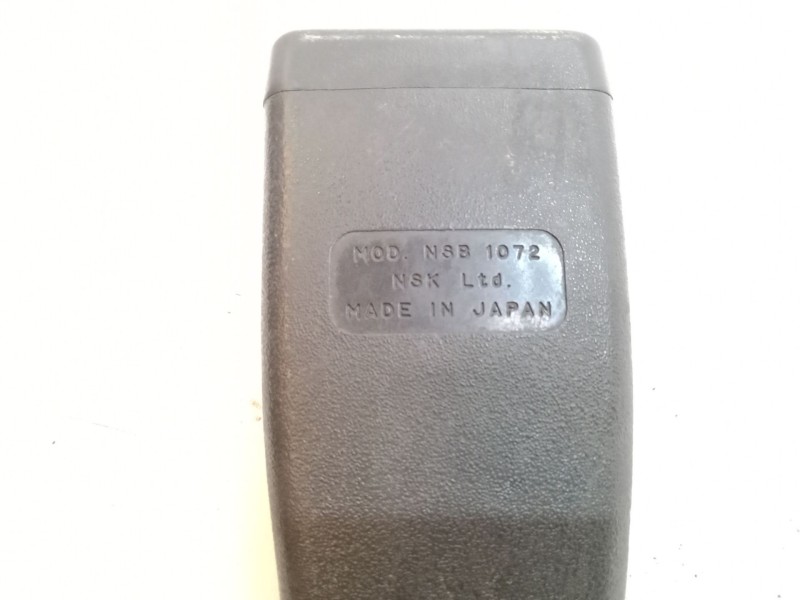 MOD. NSB 1072
NSK Ltd.
MADE IN JAPAN